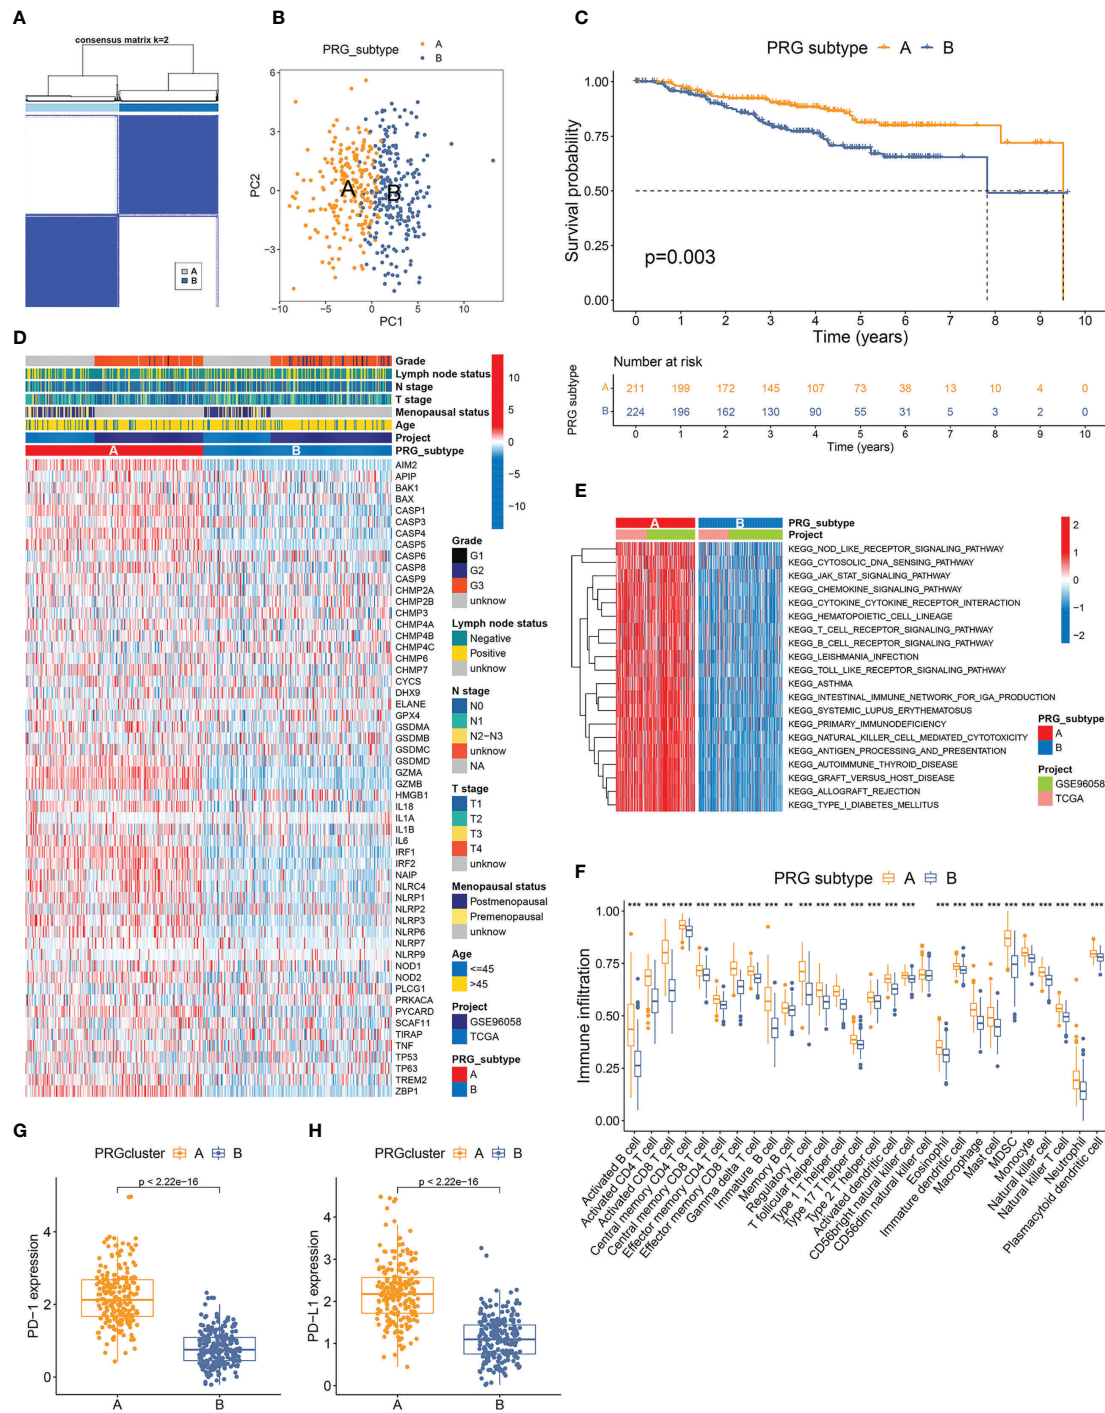 A
consensus matrix k=2
A
B
B
PRG_subtype
A
B
6
3
0
−3
PC2
A
B
−10
−5
0
5
10
PC1
C
PRG subtype
A
B
1.00
0.75
0.50
0.25
0.00
Survival probability
p=0.003
0
1
2
3
4
5
6
7
8
9
10
Time (years)
Number at risk
PRG subtype
A
211
199
172
145
107
73
38
13
10
4
0
B
224
196
162
130
90
55
31
5
3
2
0
0
1
2
3
4
5
6
7
8
9
10
Time (years)
D
Grade
Lymph node status
N stage
T stage
Menopausal status
Age
Project
PRG_subtype
A
B
AIM2
APIP
BAK1
BAX
CASP1
CASP3
CASP4
CASP5
CASP6
CASP8
CASP9
CHMP2A
CHMP2B
CHMP3
CHMP4A
CHMP4B
CHMP4C
CHMP6
CHMP7
CYCS
DHX9
ELANE
GPX4
GSDMA
GSDMB
GSDMC
GSDMD
GZMA
GZMB
HMGB1
IL18
IL1A
IL1B
IL6
IRF1
IRF2
NAIP
NLRC4
NLRP1
NLRP2
NLRP3
NLRP6
NLRP7
NLRP9
NOD1
NOD2
PLCG1
PRKACA
PYCARD
SCAF11
TIRAP
TNF
TP53
TP63
TREM2
ZBP1
10
5
0
−5
−10
Grade
G1
G2
G3
unknow
Lymph node status
Negative
Positive
unknow
N stage
N0
N1
N2−N3
unknow
NA
T stage
T1
T2
T3
T4
unknow
Menopausal status
Postmenopausal
Premenopausal
unknow
Age
<=45
>45
Project
GSE96058
TCGA
PRG_subtype
A
B
E
A
B
PRG_subtype
Project
KEGG_NOD_LIKE_RECEPTOR_SIGNALING_PATHWAY
KEGG_CYTOSOLIC_DNA_SENSING_PATHWAY
KEGG_JAK_STAT_SIGNALING_PATHWAY
KEGG_CHEMOKINE_SIGNALING_PATHWAY
KEGG_CYTOKINE_CYTOKINE_RECEPTOR_INTERACTION
KEGG_HEMATOPOIETIC_CELL_LINEAGE
KEGG_T_CELL_RECEPTOR_SIGNALING_PATHWAY
KEGG_B_CELL_RECEPTOR_SIGNALING_PATHWAY
KEGG_LEISHMANIA_INFECTION
KEGG_TOLL_LIKE_RECEPTOR_SIGNALING_PATHWAY
KEGG_ASTHMA
KEGG_INTESTINAL_IMMUNE_NETWORK_FOR_IGA_PRODUCTION
KEGG_SYSTEMIC_LUPUS_ERYTHEMATOSUS
KEGG_PRIMARY_IMMUNODEFICIENCY
KEGG_NATURAL_KILLER_CELL_MEDIATED_CYTOTOXICITY
KEGG_ANTIGEN_PROCESSING_AND_PRESENTATION
KEGG_AUTOIMMUNE_THYROID_DISEASE
KEGG_GRAFT_VERSUS_HOST_DISEASE
KEGG_ALLOGRAFT_REJECTION
KEGG_TYPE_I_DIABETES_MELLITUS
2
1
0
−1
−2
PRG_subtype
A
B
Project
GSE96058
TCGA
F
PRG subtype
A
B
*** *** *** *** *** *** *** *** ** *** *** *** *** *** *** *** *** *** *** *** *** *** ***
1.00
0.75
0.50
0.25
0.00
Immune infiltration
Activated B cell
Activated CD4 T cell
Activated CD8 T cell
Central memory CD4 T cell
Central memory CD8 T cell
Effector memory CD4 T cell
Effector memory CD8 T cell
Gamma delta T cell
Immature B cell
Memory B cell
Regulatory T cell
T follicular helper cell
Type 1 T helper cell
Type 17 T helper cell
Type 2 T helper cell
Activated dendritic cell
CD56bright natural killer cell
CD56dim natural killer cell
Eosinophil
Immature dendritic cell
Macrophage
Mast cell
MDSC
Monocyte
Natural killer cell
Natural killer T cell
Neutrophil
Plasmacytoid dendritic cell
G
PRGcluster
A
B
p < 2.22e−16
4
2
0
PD−1 expression
A
B
H
PRGcluster
A
B
p < 2.22e−16
5
4
3
2
1
0
PD−L1 expression
A
B